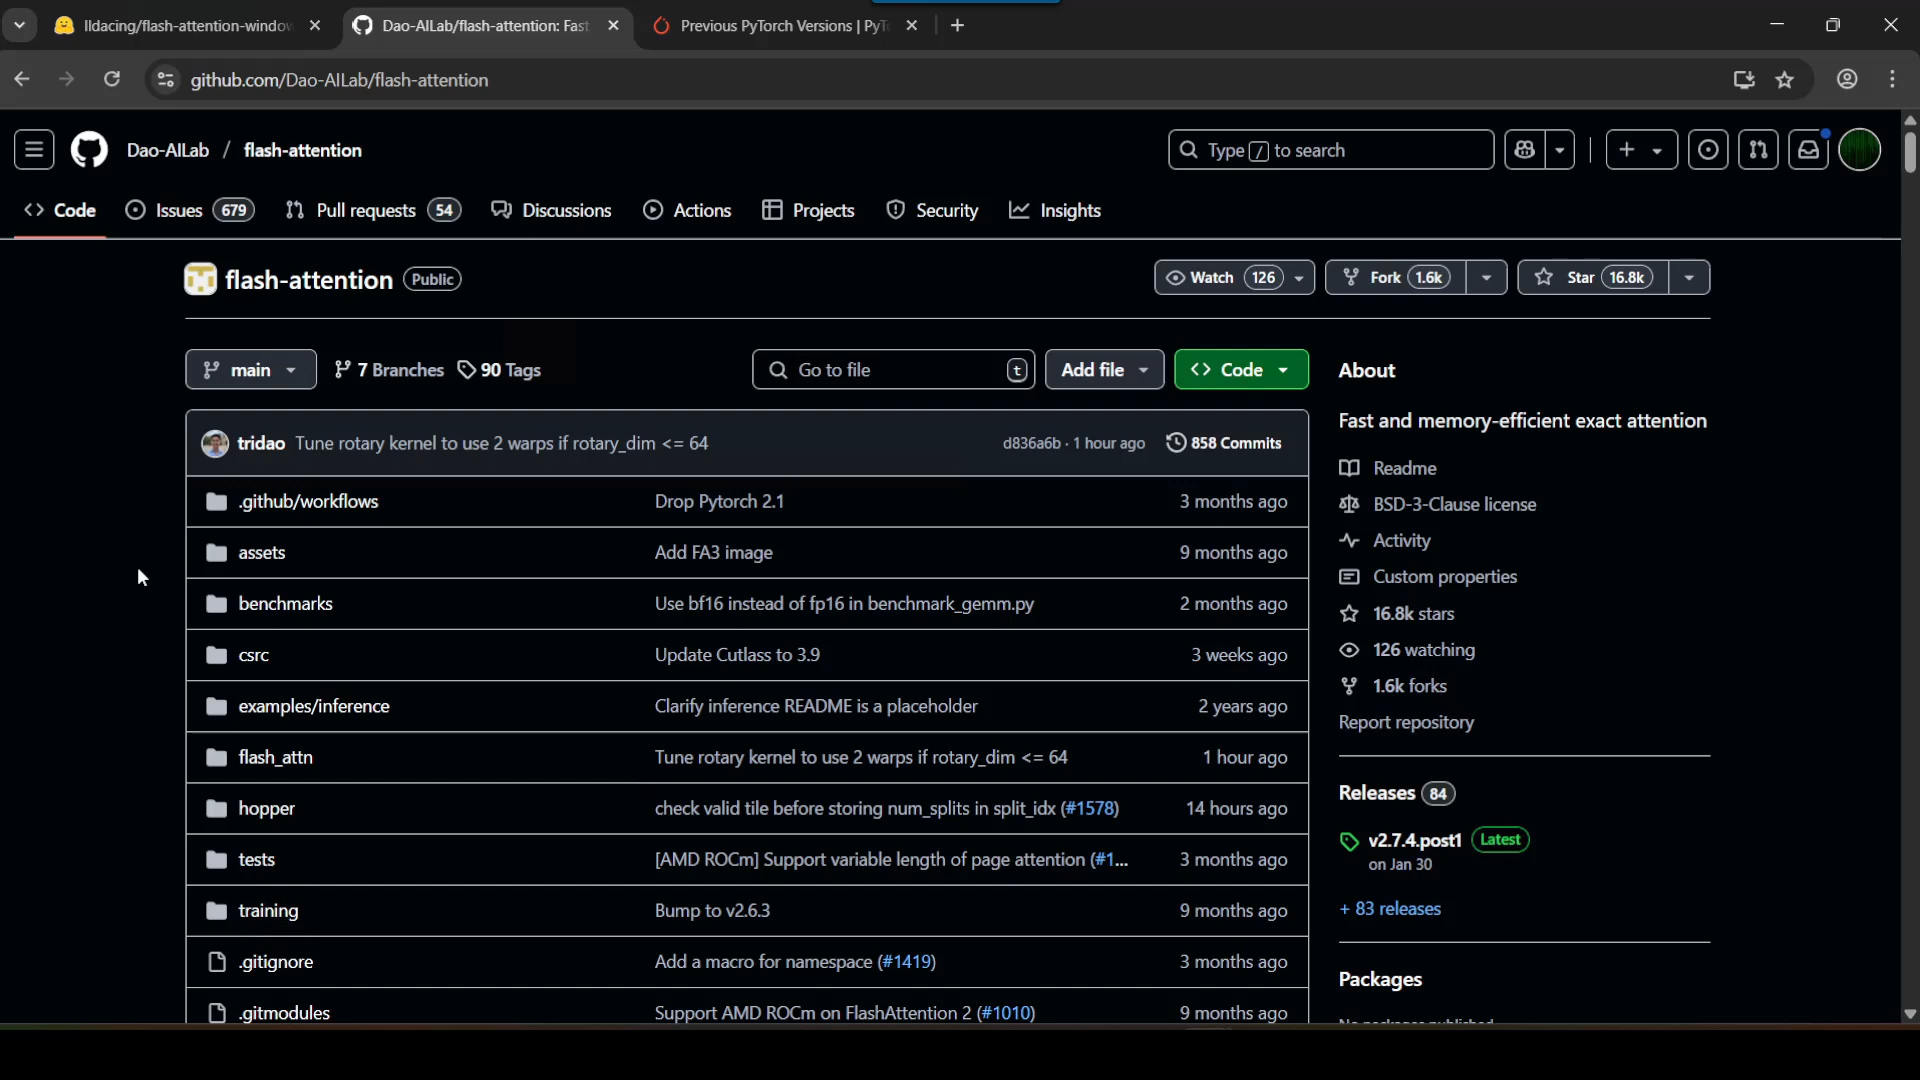 lldacing/flash-attention-window
Dao-AILab/flash-attention: Fast
Previous PyTorch Versions | PyT
github.com/Dao-AILab/flash-attention
Dao-AILab / flash-attention
Type / to search
Code
Issues 679
Pull requests 54
Discussions
Actions
Projects
Security
Insights
flash-attention Public
Watch 126
Fork 1.6k
Star 16.8k
main
7 Branches
90 Tags
Go to file t
Add file
Code
tridao Tune rotary kernel to use 2 warps if rotary_dim <= 64 d836a6b · 1 hour ago 858 Commits
.github/workflows Drop Pytorch 2.1 3 months ago
assets Add FA3 image 9 months ago
benchmarks Use bf16 instead of fp16 in benchmark_gemm.py 2 months ago
csrc Update Cutlass to 3.9 3 weeks ago
examples/inference Clarify inference README is a placeholder 2 years ago
flash_attn Tune rotary kernel to use 2 warps if rotary_dim <= 64 1 hour ago
hopper check valid tile before storing num_splits in split_idx (#1578) 14 hours ago
tests [AMD ROCm] Support variable length of page attention (#1... 3 months ago
training Bump to v2.6.3 9 months ago
.gitignore Add a macro for namespace (#1419) 3 months ago
.gitmodules Support AMD ROCm on FlashAttention 2 (#1010) 9 months ago
About
Fast and memory-efficient exact attention
Readme
BSD-3-Clause license
Activity
Custom properties
16.8k stars
126 watching
1.6k forks
Report repository
Releases 84
v2.7.4.post1 Latest
on Jan 30
+ 83 releases
Packages